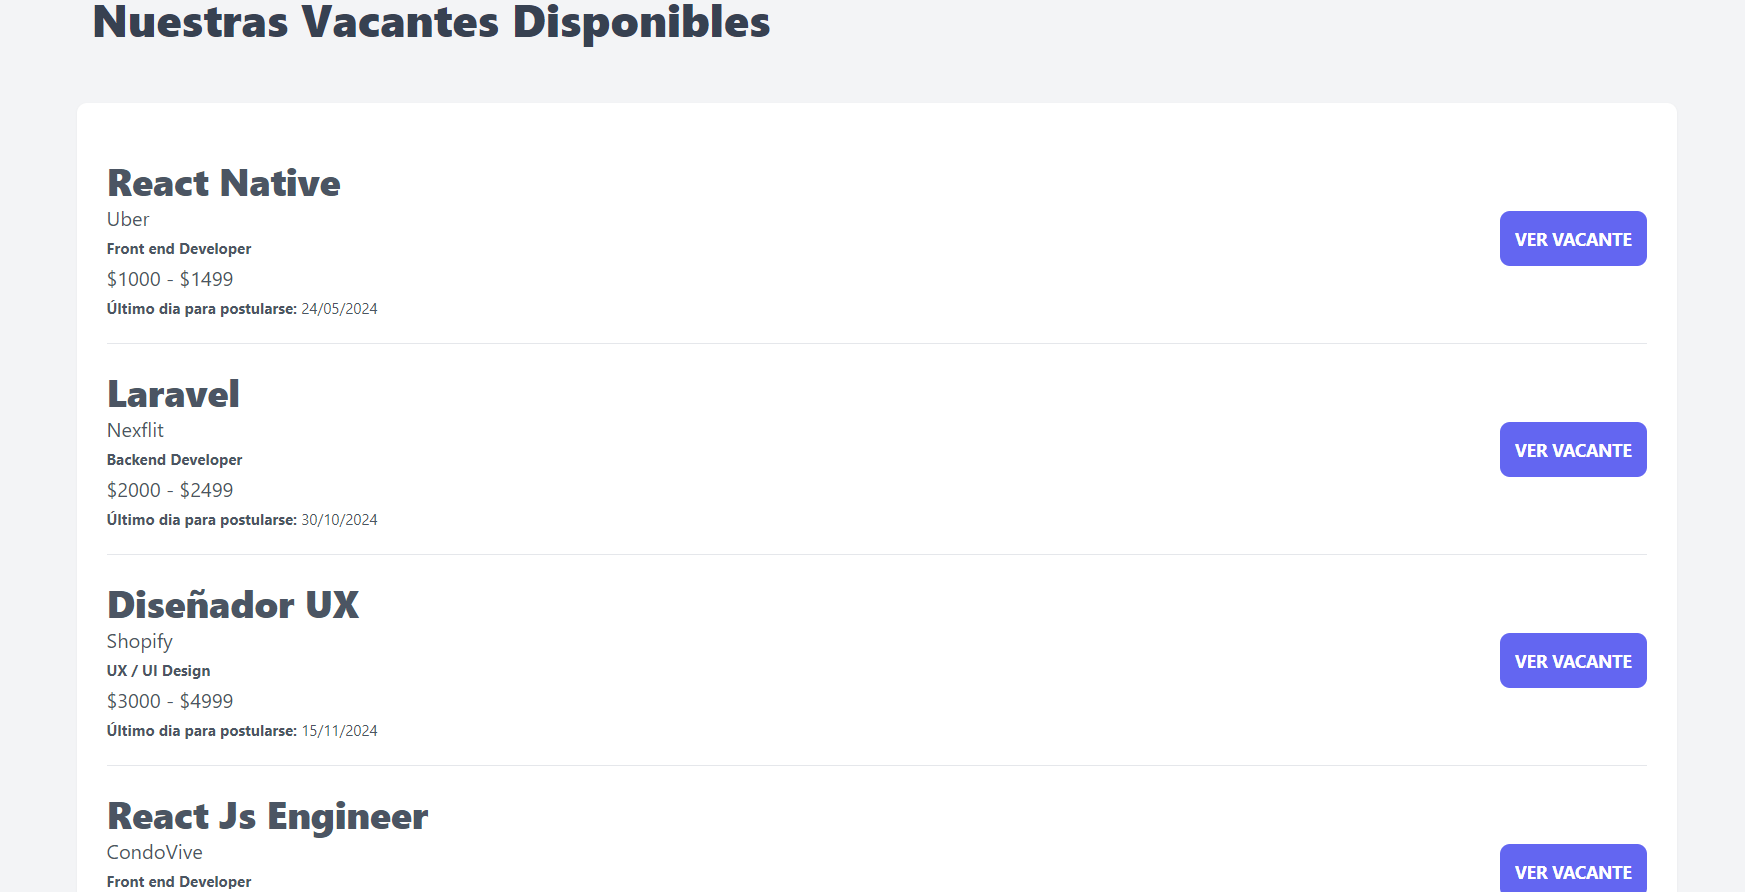 Nuestras Vacantes Disponibles
React Native
Uber
Front end Developer
$1000 - $1499
Último dia para postularse: 24/05/2024
VER VACANTE
Laravel
Nexflit
Backend Developer
$2000 - $2499
Último dia para postularse: 30/10/2024
VER VACANTE
Diseñador UX
Shopify
UX / UI Design
$3000 - $4999
Último dia para postularse: 15/11/2024
VER VACANTE
React Js Engineer
CondoVive
Front end Developer
VER VACANTE